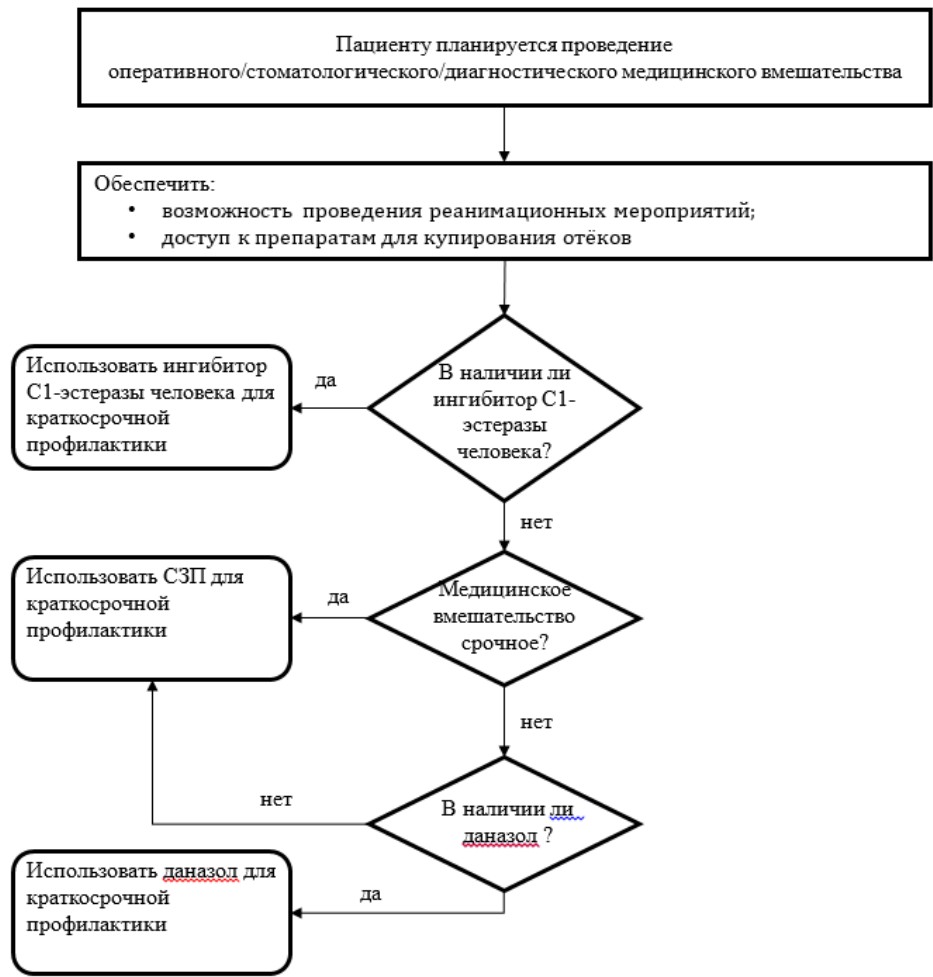 Пациенту планируется проведение
оперативного/стоматологического/диагностического медицинского вмешательства
Обеспечить:
• возможность проведения реанимационных мероприятий;
• доступ к препаратам для купирования отёков
В наличии ли
ингибитор С1-
эстеразы
человека?
да
Использовать ингибитор
С1-эстеразы человека для
краткосрочной
профилактики
нет
Медицинское
вмешательство
срочное?
да
Использовать СЗП для
краткосрочной
профилактики
нет
В наличии ли
даназол ?
нет
да
Использовать даназол для
краткосрочной
профилактики